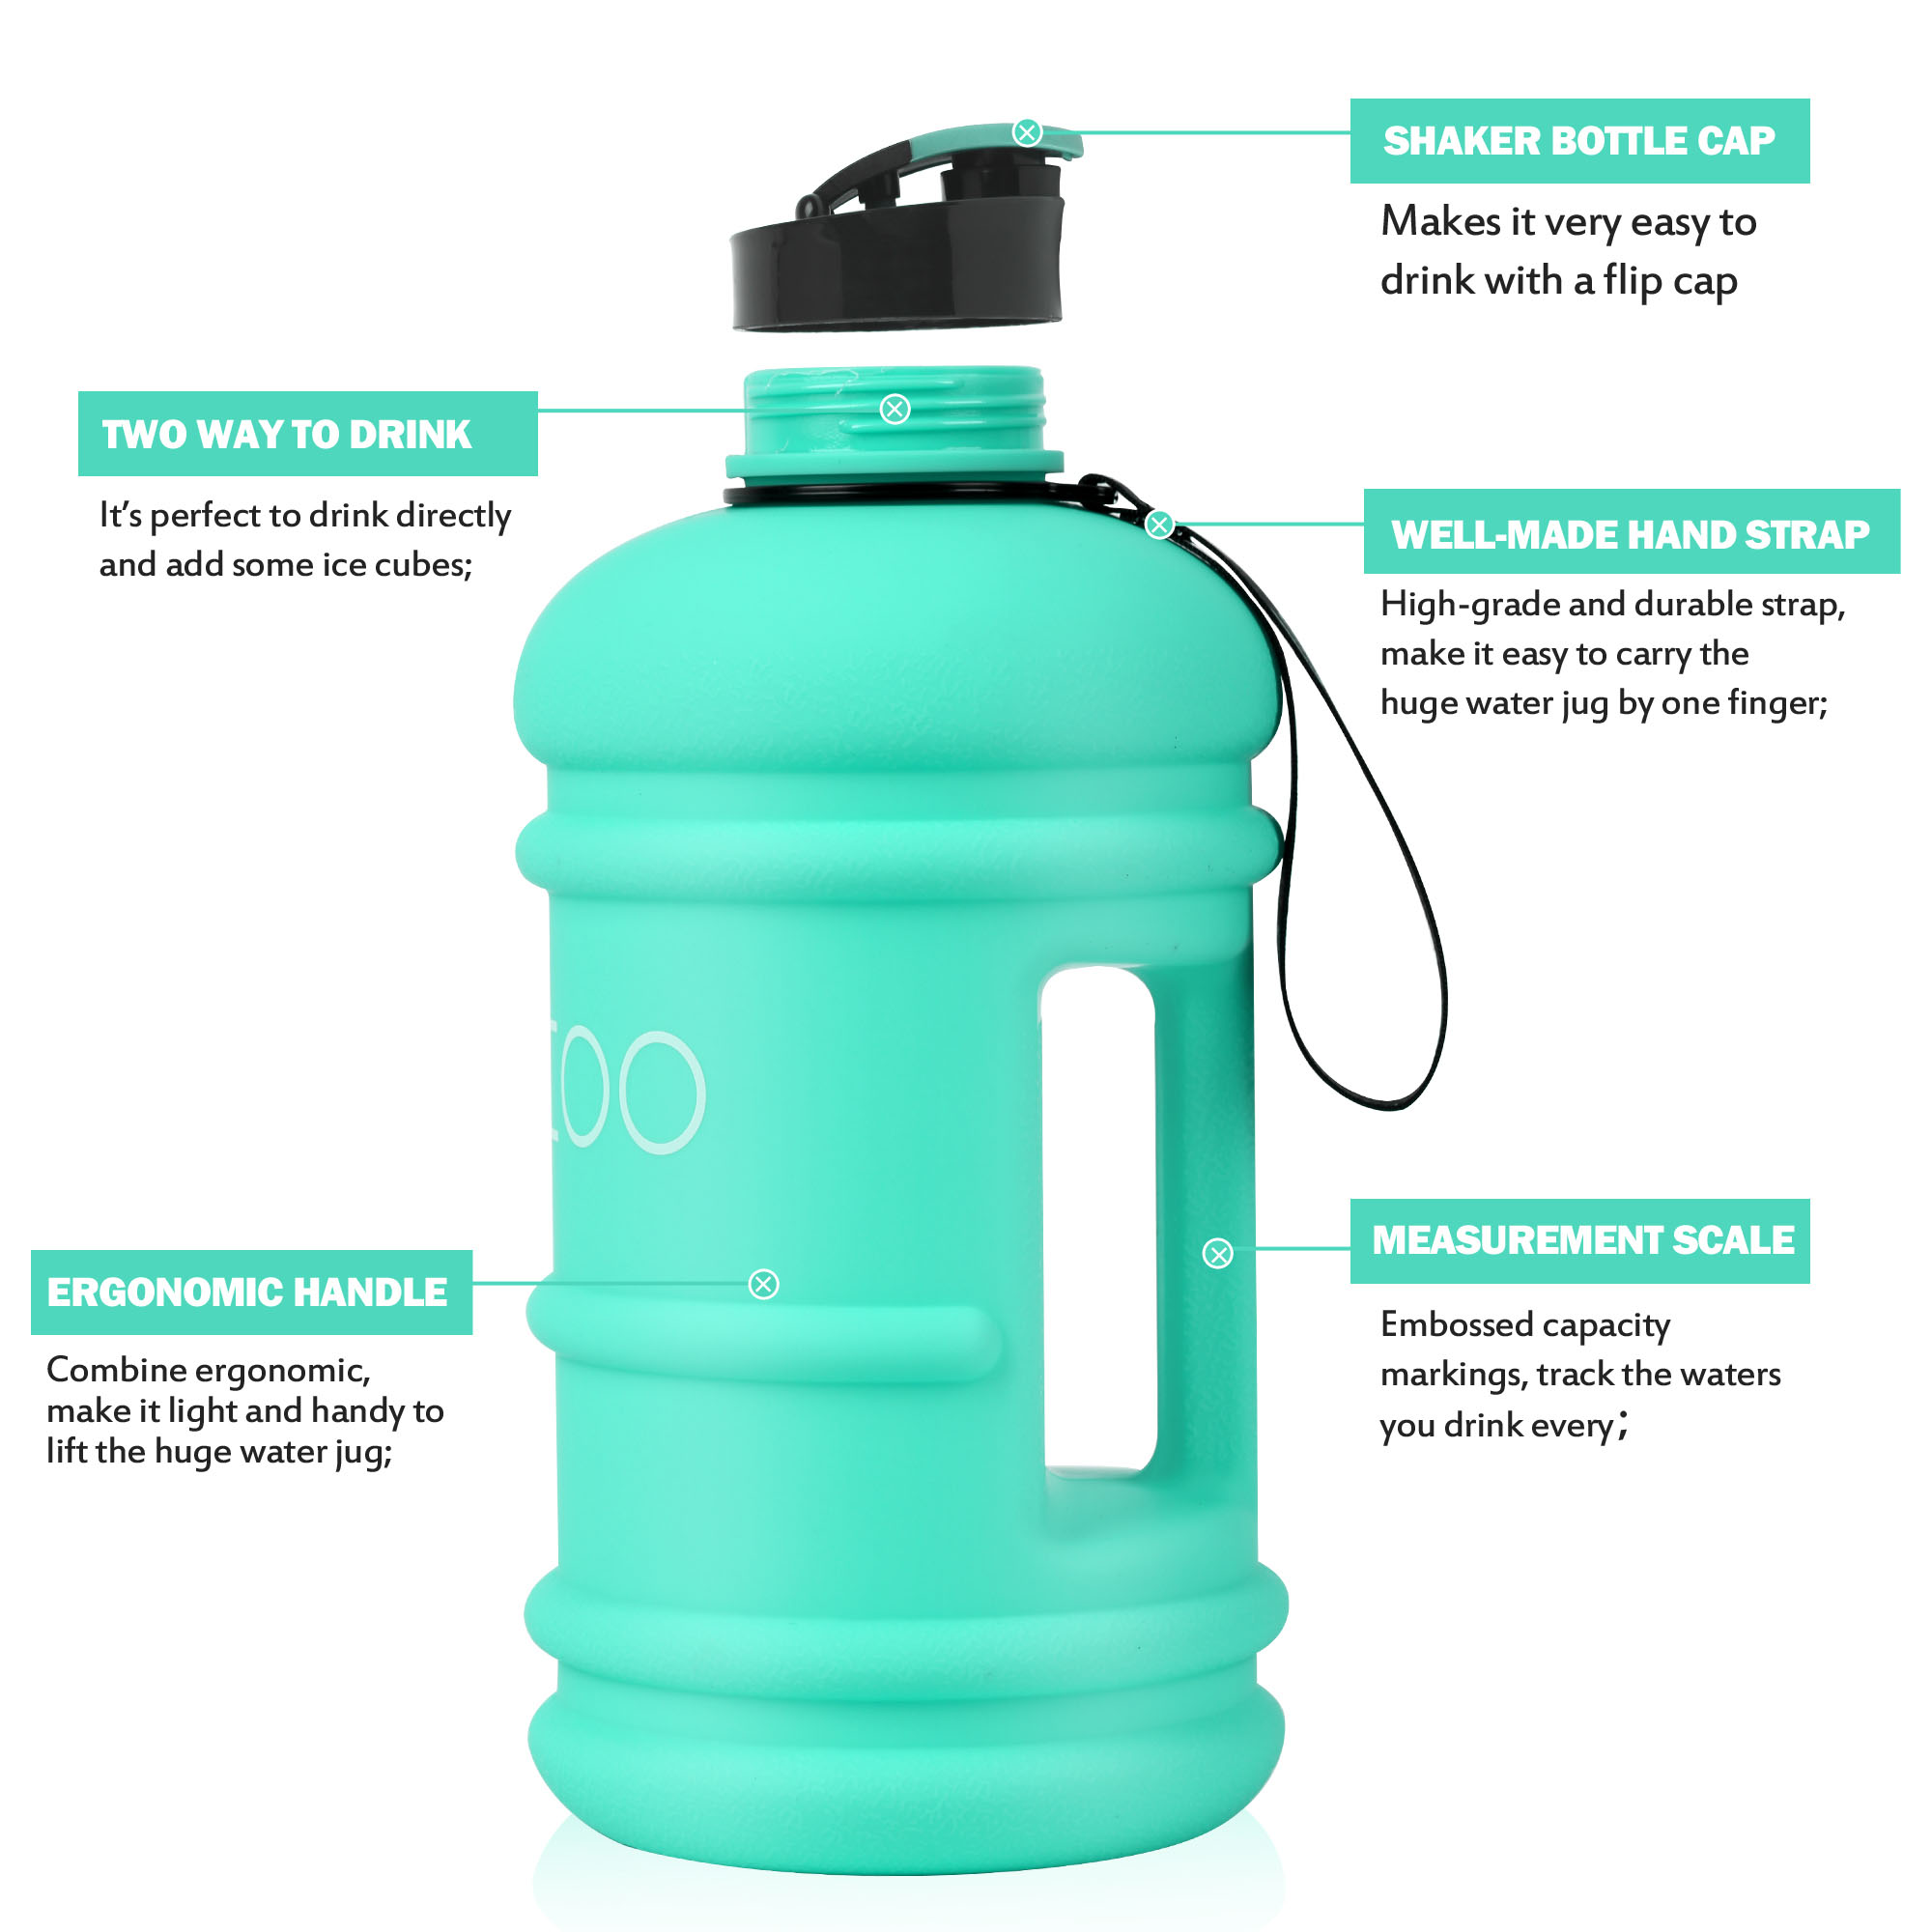 SHAKER BOTTLE CAP
Makes it very easy to
drink with a flip cap
TWO WAY TO DRINK
It's perfect to drink directly
and add some ice cubes;
WELL-MADE HAND STRAP
High-grade and durable strap,
make it easy to carry the
huge water jug by one finger;
MEASUREMENT SCALE
Embossed capacity
markings, track the waters
you drink every;
ERGONOMIC HANDLE
Combine ergonomic,
make it light and handy to
lift the huge water jug;